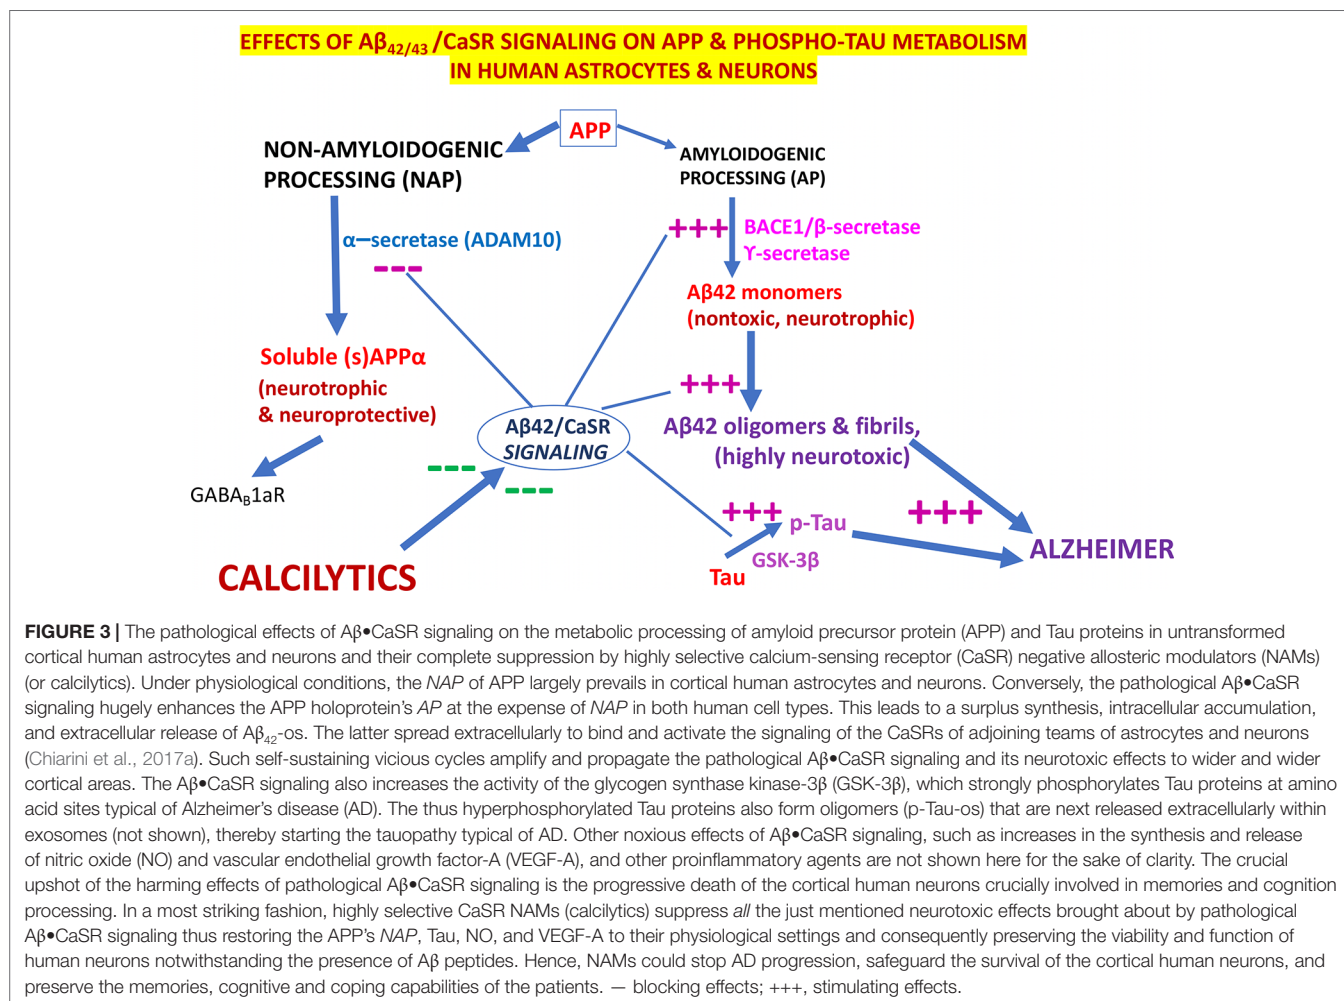 EFFECTS OF Aβ42/43 /CaSR SIGNALING ON APP & PHOSPHO-TAU METABOLISM
IN HUMAN ASTROCYTES & NEURONS
APP
NON-AMYLOIDOGENIC
PROCESSING (NAP)
AMYLOIDOGENIC
PROCESSING (AP)
α–secretase (ADAM10)
---
+++
BACE1/β-secretase
ϒ-secretase
Aβ42 monomers
(nontoxic, neurotrophic)
Soluble (s)APPα
(neurotrophic
& neuroprotective)
+++
Aβ42/CaSR
SIGNALING
Aβ42 oligomers & fibrils,
(highly neurotoxic)
---
---
GABAB1aR
+++
p-Tau
+++
GSK-3β
Tau
ALZHEIMER
CALCILYTICS
FIGURE 3 | The pathological effects of Aβ•CaSR signaling on the metabolic processing of amyloid precursor protein (APP) and Tau proteins in untransformed
cortical human astrocytes and neurons and their complete suppression by highly selective calcium-sensing receptor (CaSR) negative allosteric modulators (NAMs)
(or calcilytics). Under physiological conditions, the NAP of APP largely prevails in cortical human astrocytes and neurons. Conversely, the pathological Aβ•CaSR
signaling hugely enhances the APP holoprotein's AP at the expense of NAP in both human cell types. This leads to a surplus synthesis, intracellular accumulation,
and extracellular release of Aβ42-os. The latter spread extracellularly to bind and activate the signaling of the CaSRs of adjoining teams of astrocytes and neurons
(Chiarini et al., 2017a). Such self-sustaining vicious cycles amplify and propagate the pathological Aβ•CaSR signaling and its neurotoxic effects to wider and wider
cortical areas. The Aβ•CaSR signaling also increases the activity of the glycogen synthase kinase-3β (GSK-3β), which strongly phosphorylates Tau proteins at amino
acid sites typical of Alzheimer's disease (AD). The thus hyperphosphorylated Tau proteins also form oligomers (p-Tau-os) that are next released extracellularly within
exosomes (not shown), thereby starting the tauopathy typical of AD. Other noxious effects of Aβ•CaSR signaling, such as increases in the synthesis and release
of nitric oxide (NO) and vascular endothelial growth factor-A (VEGF-A), and other proinflammatory agents are not shown here for the sake of clarity. The crucial
upshot of the harming effects of pathological Aβ•CaSR signaling is the progressive death of the cortical human neurons crucially involved in memories and cognition
processing. In a most striking fashion, highly selective CaSR NAMs (calcilytics) suppress all the just mentioned neurotoxic effects brought about by pathological
Aβ•CaSR signaling thus restoring the APP's NAP, Tau, NO, and VEGF-A to their physiological settings and consequently preserving the viability and function of
human neurons notwithstanding the presence of Aβ peptides. Hence, NAMs could stop AD progression, safeguard the survival of the cortical human neurons, and
preserve the memories, cognitive and coping capabilities of the patients. — blocking effects; +++, stimulating effects.